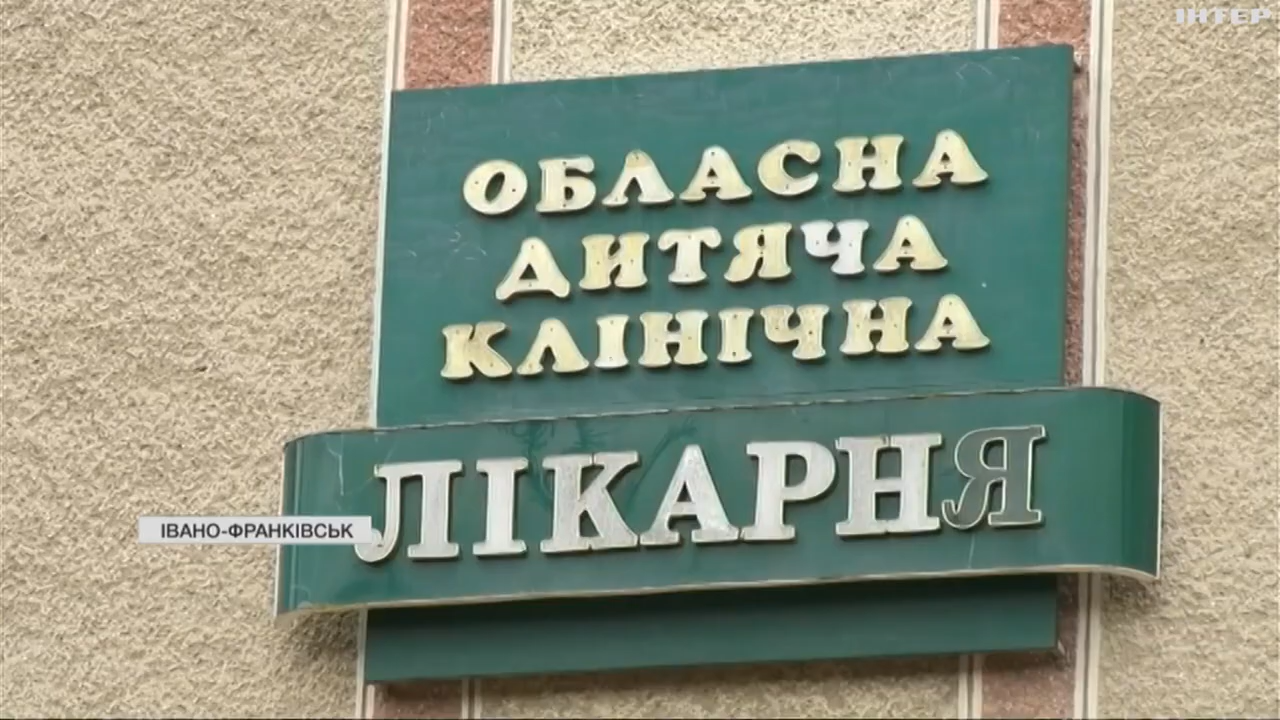 ІНТЕР
ОБЛАСНА
ДИТЯЧА
КЛІНІЧНА
ЛІКАРНЯ
ІВАНО-ФРАНКІВСЬК